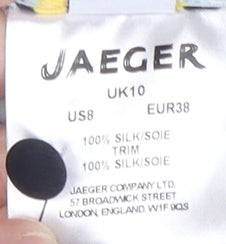 JAEGER
UK10
US8 EUR38
100% SILK/SOIE
TRIM
100% SILK/SOIE
JAEGER COMPANY LTD.
57 BROADWICK STREET
LONDON, ENGLAND. W1F 9QS